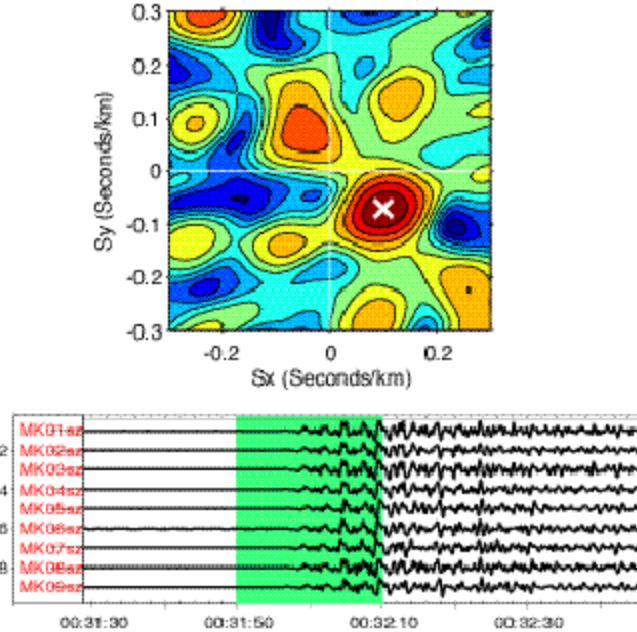 0.3
0.2
0.1
0
-0.1
-0.2
-0.3
Sy (Seconds/km)
-0.2 0 0.2
Sx (Seconds/km)
MK01sz
2 MK02sz
MK03sz
4 MK04sz
MK05sz
6 MK06sz
MK07sz
8 MK08sz
MK09sz
00:31:30 00:31:50 00:32:10 00:32:30